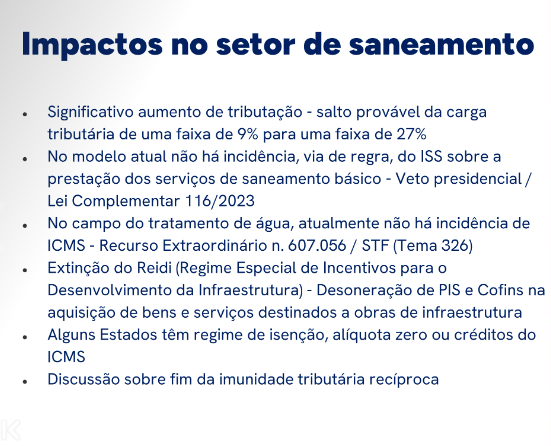 Impactos no setor de saneamento
• Significativo aumento de tributação - salto provável da carga
tributária de uma faixa de 9% para uma faixa de 27%
• No modelo atual não há incidência, via de regra, do ISS sobre a
prestação dos serviços de saneamento básico - Veto presidencial /
Lei Complementar 116/2023
• No campo do tratamento de água, atualmente não há incidência de
ICMS - Recurso Extraordinário n. 607.056 / STF (Tema 326)
• Extinção do Reidi (Regime Especial de Incentivos para o
Desenvolvimento da Infraestrutura) - Desoneração de PIS e Cofins na
aquisição de bens e serviços destinados a obras de infraestrutura
• Alguns Estados têm regime de isenção, alíquota zero ou créditos do
ICMS
• Discussão sobre fim da imunidade tributária recíproca